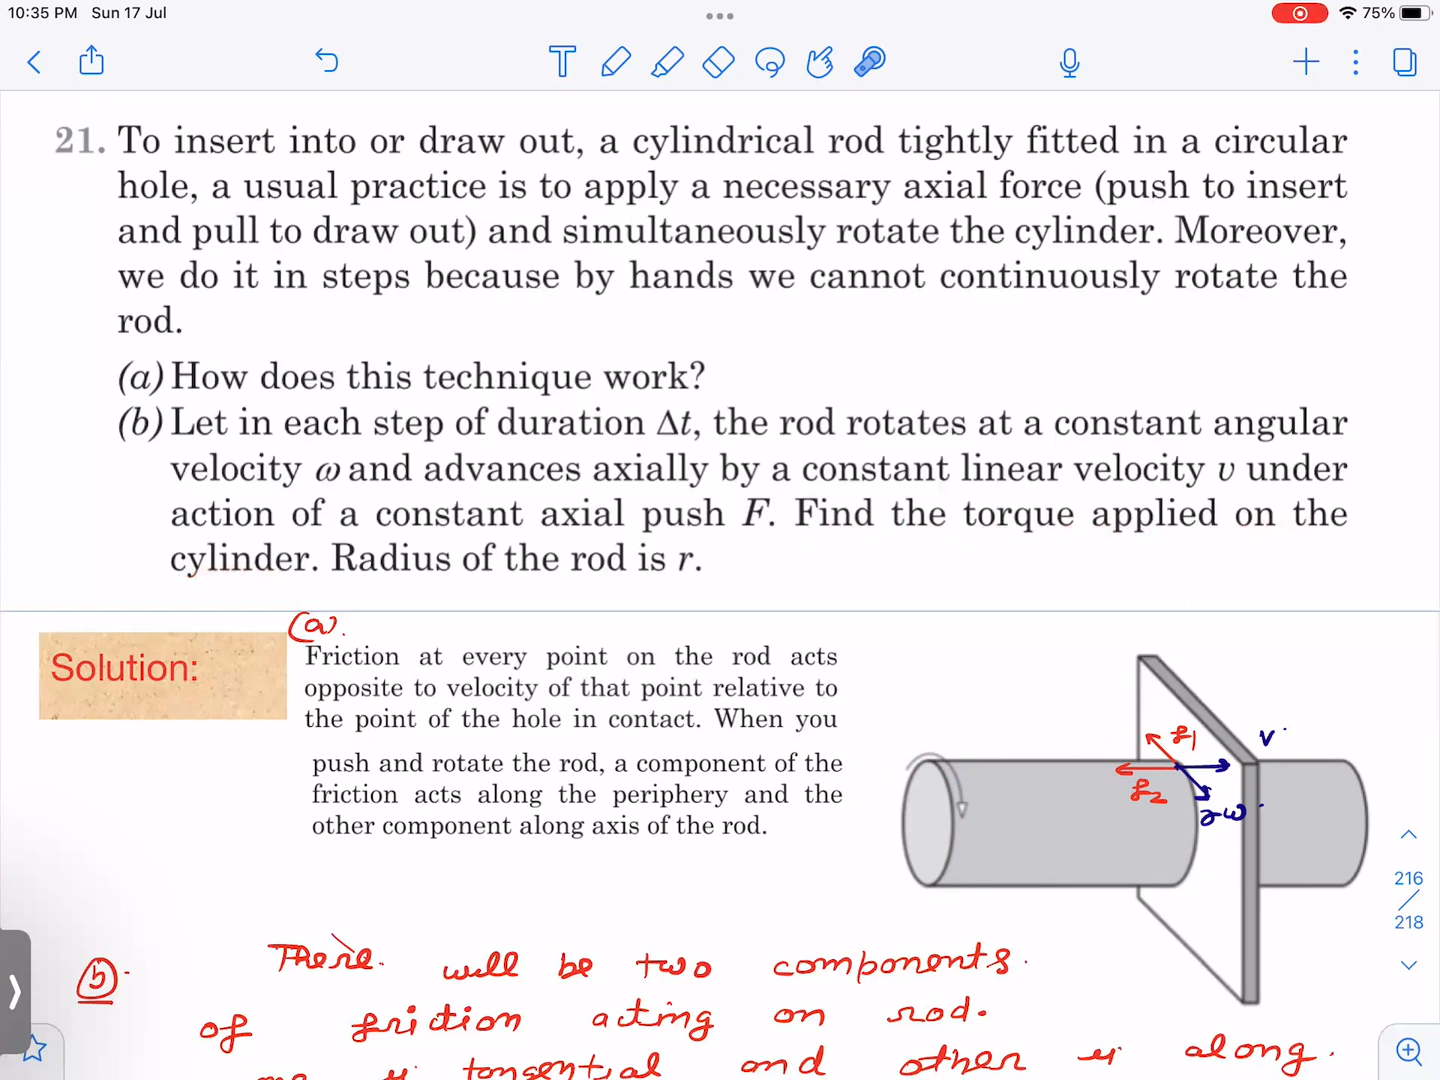 10:35 PM Sun 17 Jul
75%
21. To insert into or draw out, a cylindrical rod tightly fitted in a circular
hole, a usual practice is to apply a necessary axial force (push to insert
and pull to draw out) and simultaneously rotate the cylinder. Moreover,
we do it in steps because by hands we cannot continuously rotate the
rod.
(a) How does this technique work?
(b) Let in each step of duration Δt, the rod rotates at a constant angular
velocity ω and advances axially by a constant linear velocity υ under
action of a constant axial push F. Find the torque applied on the
cylinder. Radius of the rod is r.
Solution:
(a).
Friction at every point on the rod acts
opposite to velocity of that point relative to
the point of the hole in contact. When you
push and rotate the rod, a component of the
friction acts along the periphery and the
other component along axis of the rod.
f1
f2
v
rω
216
218
(b) There will be two components.
of friction acting on rod.
tangential and other is along.